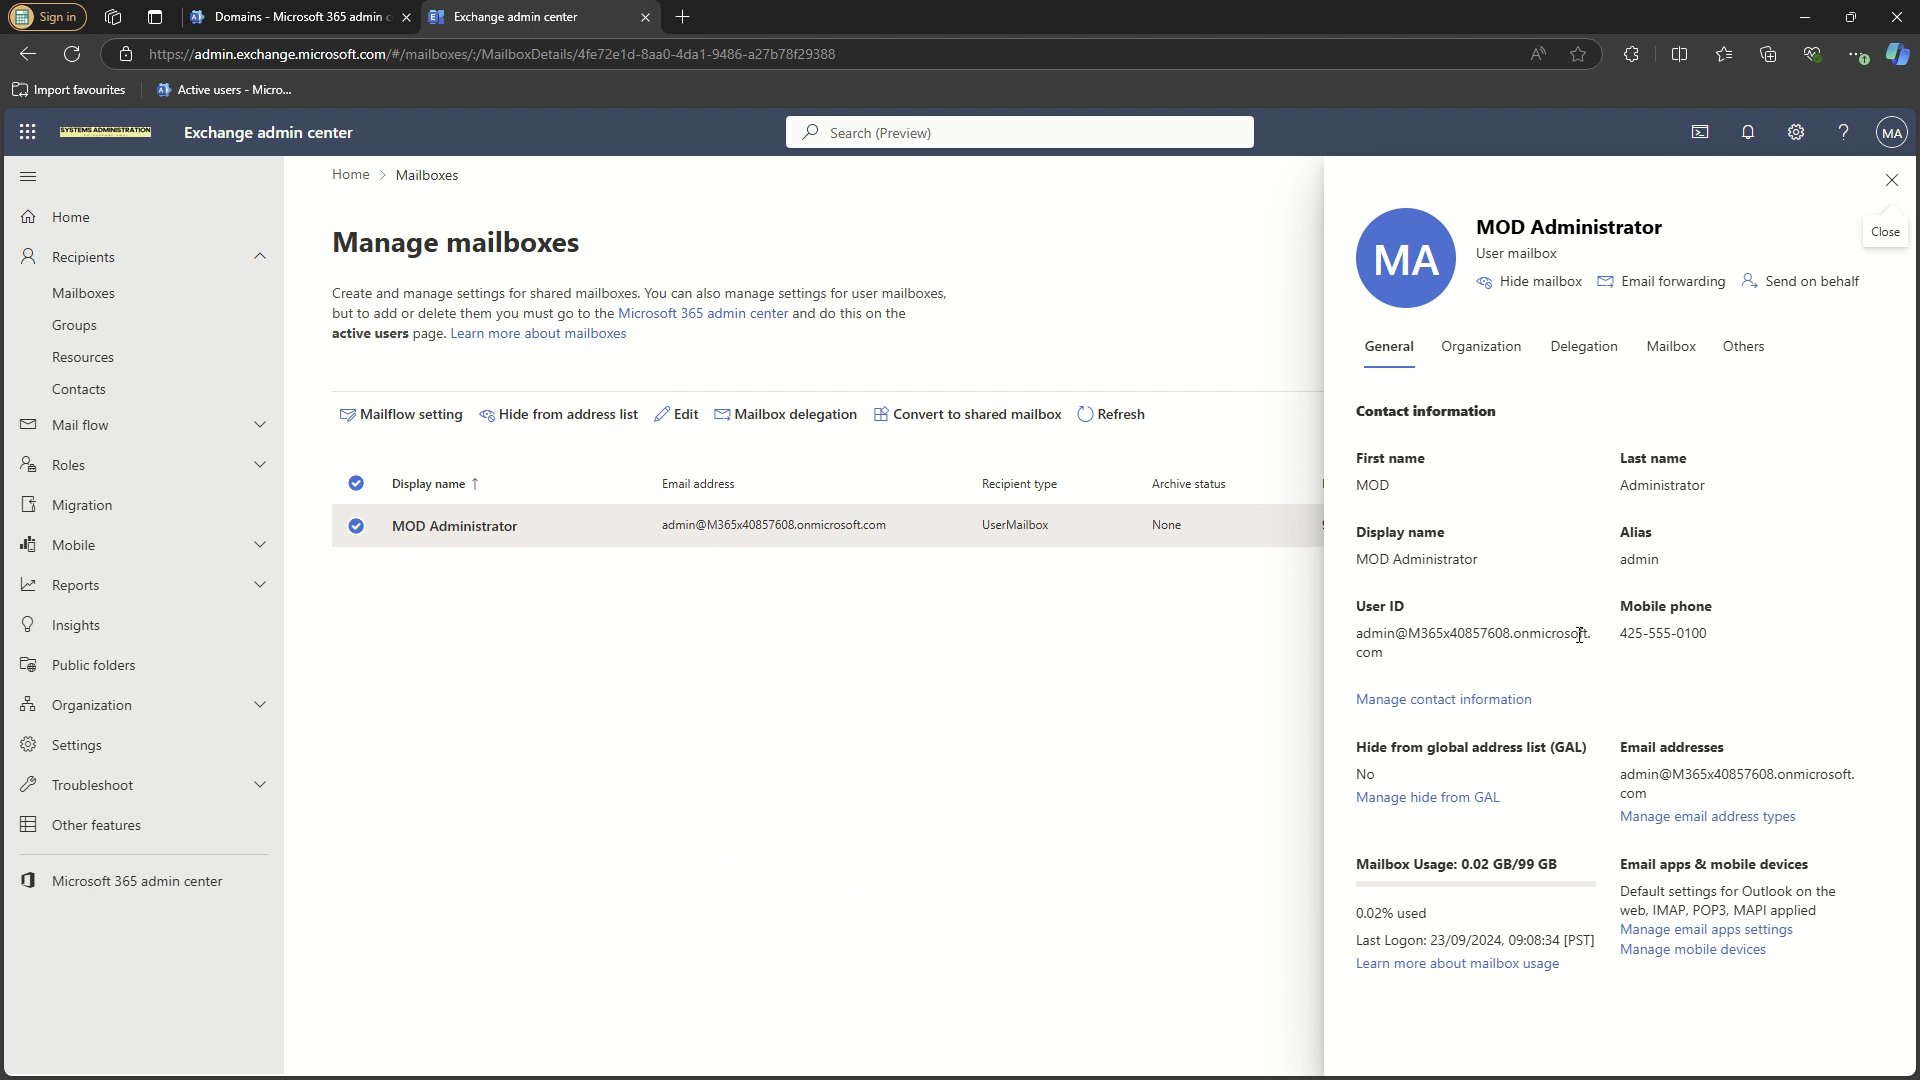 Sign in
Domains - Microsoft 365 admin c
Exchange admin center
https://admin.exchange.microsoft.com/#/mailboxes/:/MailboxDetails/4fe72e1d-8aa0-4da1-9486-a27b78f29388
Import favourites
Active users - Micro...
SYSTEMS ADMINISTRATION
Exchange admin center
Search (Preview)
MA
Home
Recipients
Mailboxes
Groups
Resources
Contacts
Mail flow
Roles
Migration
Mobile
Reports
Insights
Public folders
Organization
Settings
Troubleshoot
Other features
Microsoft 365 admin center
Home > Mailboxes
Manage mailboxes
Create and manage settings for shared mailboxes. You can also manage settings for user mailboxes,
but to add or delete them you must go to the Microsoft 365 admin center and do this on the
active users page. Learn more about mailboxes
Mailflow setting Hide from address list Edit Mailbox delegation Convert to shared mailbox Refresh
Display name ↑ Email address Recipient type Archive status
MOD Administrator admin@M365x40857608.onmicrosoft.com UserMailbox None
Close
MA
MOD Administrator
User mailbox
Hide mailbox Email forwarding Send on behalf
General Organization Delegation Mailbox Others
Contact information
First name Last name
MOD Administrator
Display name Alias
MOD Administrator admin
User ID Mobile phone
admin@M365x40857608.onmicrosoft. 425-555-0100
com
Manage contact information
Hide from global address list (GAL) Email addresses
No admin@M365x40857608.onmicrosoft.
com
Manage hide from GAL Manage email address types
Mailbox Usage: 0.02 GB/99 GB Email apps & mobile devices
Default settings for Outlook on the
web, IMAP, POP3, MAPI applied
0.02% used Manage email apps settings
Last Logon: 23/09/2024, 09:08:34 [PST] Manage mobile devices
Learn more about mailbox usage